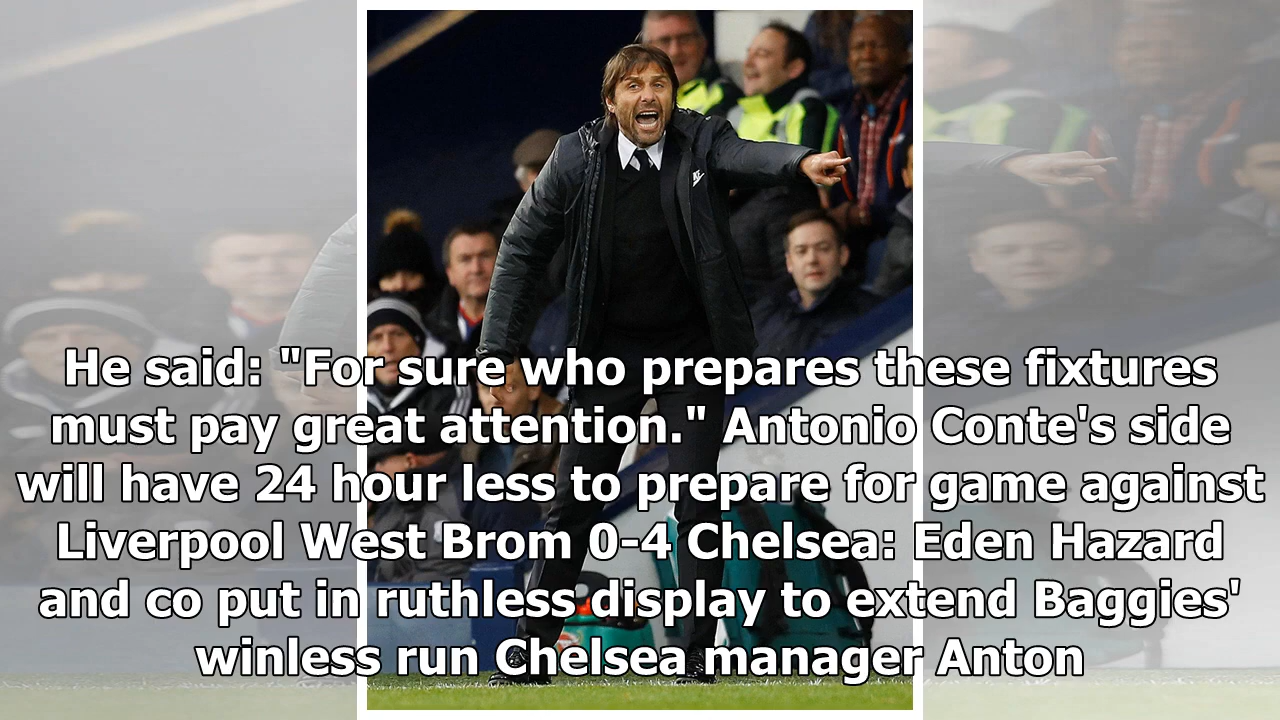 He said: "For sure who prepares these fixtures
must pay great attention." Antonio Conte's side
will have 24 hour less to prepare for game against
Liverpool West Brom 0-4 Chelsea: Eden Hazard
and co put in ruthless display to extend Baggies'
winless run Chelsea manager Anton